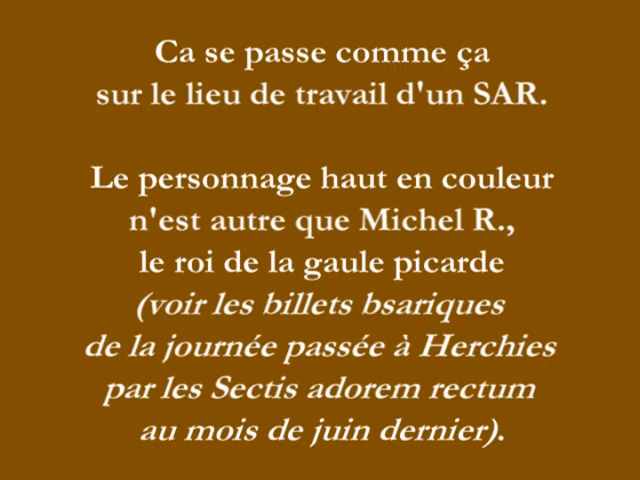 Ca se passe comme ça
sur le lieu de travail d'un SAR.
Le personnage haut en couleur
n'est autre que Michel R.,
le roi de la gaule picarde
(voir les billets bsariques
de la journée passée à Herchies
par les Sectis adorem rectum
au mois de juin dernier).